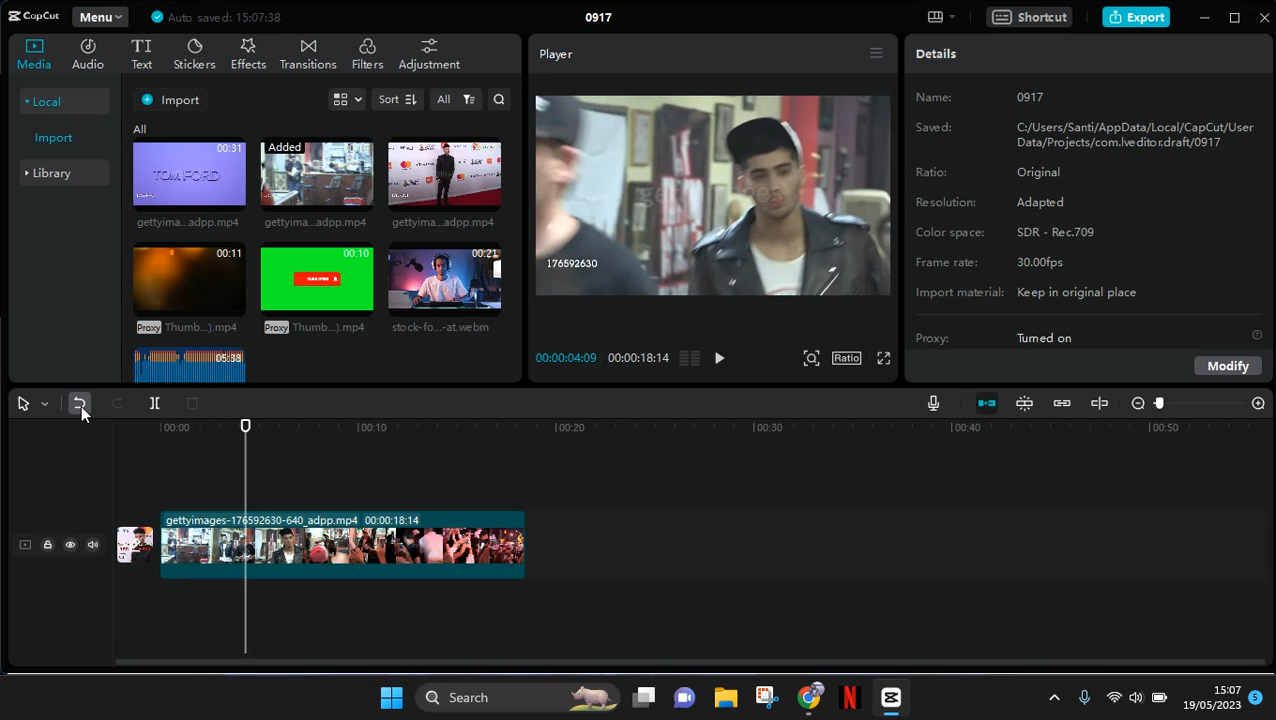 CapCut
Menu
Auto saved: 15:07:38
0917
Shortcut
Export
Media
Audio
Text
Stickers
Effects
Transitions
Filters
Adjustment
Local
Import
Library
Import
Sort
All
All
00:31
TOM FORD
gettyima...adpp.mp4
Added
gettyima...adpp.mp4
gettyima...adpp.mp4
00:11
Proxy Thumb...).mp4
00:10
Proxy Thumb...).mp4
00:21
stock-fo...-at.webm
05:38
Player
176592630
00:00:04:09
00:00:18:14
Ratio
Details
Name: 0917
Saved: C:/Users/Santi/AppData/Local/CapCut/User
Data/Projects/com.lveditor.draft/0917
Ratio: Original
Resolution: Adapted
Color space: SDR - Rec.709
Frame rate: 30.00fps
Import material: Keep in original place
Proxy: Turned on
Modify
00:00
00:10
00:20
00:30
00:40
00:50
gettyimages-176592630-640_adpp.mp4 00:00:18:14
Search
15:07
19/05/2023
S